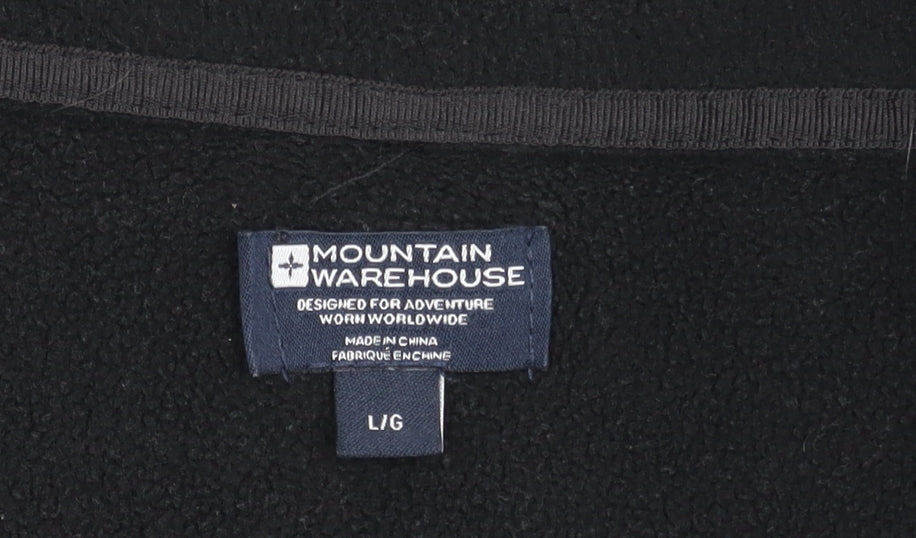 MOUNTAIN
WAREHOUSE
DESIGNED FOR ADVENTURE
WORN WORLDWIDE
MADE IN CHINA
FABRIQUÉ EN CHINE
L/G